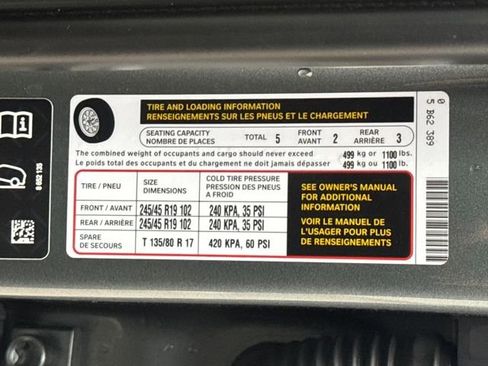 TIRE AND LOADING INFORMATION
RENSEIGNEMENTS SUR LES PNEUS ET LE CHARGEMENT
SEATING CAPACITY
NOMBRE DE PLACES
TOTAL 5
FRONT
AVANT 2
REAR
ARRIÈRE 3
The combined weight of occupants and cargo should never exceed 499 kg or 1100 lbs.
Le poids total des occupants et du chargement ne doit jamais dépasser 499 kg ou 1100 lb.
TIRE / PNEU
SIZE
DIMENSIONS
COLD TIRE PRESSURE
PRESSION DES PNEUS A
FROID
FRONT / AVANT 245/45 R19 102 240 KPA, 35 PSI
REAR / ARRIÈRE 245/45 R19 102 240 KPA, 35 PSI
SPARE
DE SECOURS
T 135/80 R 17 420 KPA, 60 PSI
SEE OWNER'S MANUAL
FOR ADDITIONAL
INFORMATION
VOIR LE MANUEL DE
L'USAGER POUR PLUS
DE RENSEIGNEMENTS
0
5 B62 389
8 662 135